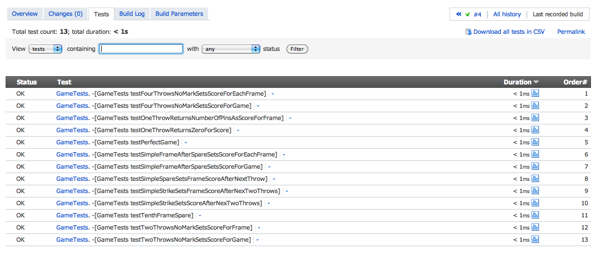 Overview Changes (0) Tests Build Log Build Parameters #4 All history Last recorded build
Total test count: 13; total duration: < 1s Download all tests in CSV Permalink
View tests containing with any status Filter
Status Test Duration Order#
OK GameTests. -[GameTests testFourThrowsNoMarkSetsScoreForEachFrame] - < 1ms 1
OK GameTests. -[GameTests testFourThrowsNoMarkSetsScoreForGame] - < 1ms 2
OK GameTests. -[GameTests testOneThrowReturnsNumberOfPinsAsScoreForFrame] - < 1ms 3
OK GameTests. -[GameTests testOneThrowReturnsZeroForScore] - < 1ms 4
OK GameTests. -[GameTests testPerfectGame] - < 1ms 5
OK GameTests. -[GameTests testSimpleFrameAfterSpareSetsScoreForEachFrame] - < 1ms 6
OK GameTests. -[GameTests testSimpleFrameAfterSpareSetsScoreForGame] - < 1ms 7
OK GameTests. -[GameTests testSimpleSpareSetsFrameScoreAfterNextThrow] - < 1ms 8
OK GameTests. -[GameTests testSimpleStrikeSetsFrameScoreAfterNextTwoThrows] - < 1ms 9
OK GameTests. -[GameTests testSimpleStrikeSetsScoreAfterNextTwoThrows] - < 1ms 10
OK GameTests. -[GameTests testTenthFrameSpare] - < 1ms 11
OK GameTests. -[GameTests testTwoThrowsNoMarkSetsScoreForFrame] - < 1ms 12
OK GameTests. -[GameTests testTwoThrowsNoMarkSetsScoreForGame] - < 1ms 13